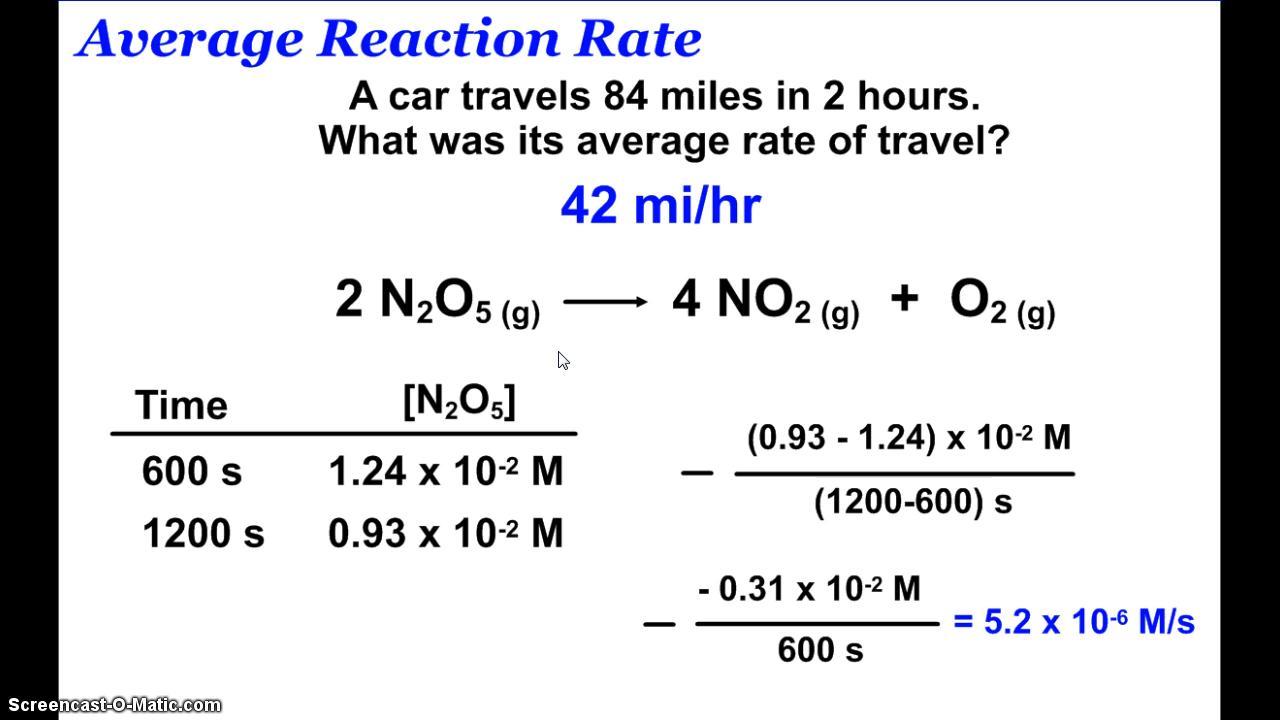 Average Reaction Rate
A car travels 84 miles in 2 hours.
What was its average rate of travel?
42 mi/hr
2 N₂O₅ (g) ⟶ 4 NO₂ (g) + O₂ (g)
Time [N₂O₅]
600 s 1.24 x 10⁻² M
1200 s 0.93 x 10⁻² M
(0.93 - 1.24) x 10⁻² M
—
(1200-600) s
- 0.31 x 10⁻² M
— = 5.2 x 10⁻⁶ M/s
600 s
Screencast-O-Matic.com